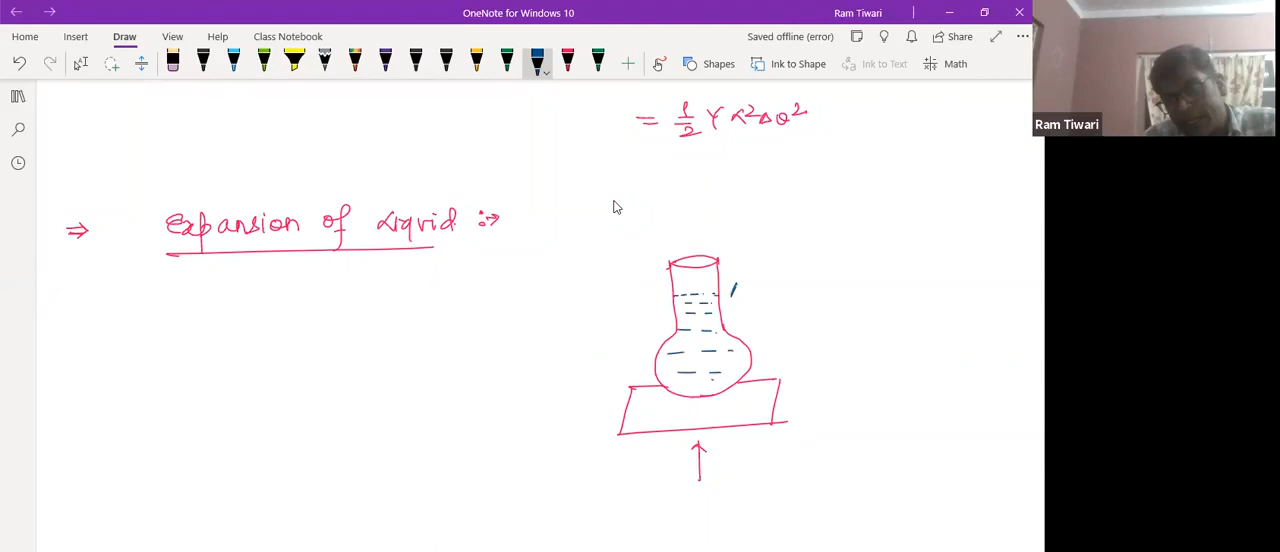 OneNote for Windows 10
Ram Tiwari
Home Insert Draw View Help Class Notebook
Saved offline (error) Share
Shapes Ink to Shape Ink to Text Math
Ram Tiwari
= 1/2 Y α²Δθ²
⇒ Expansion of Liquid :→